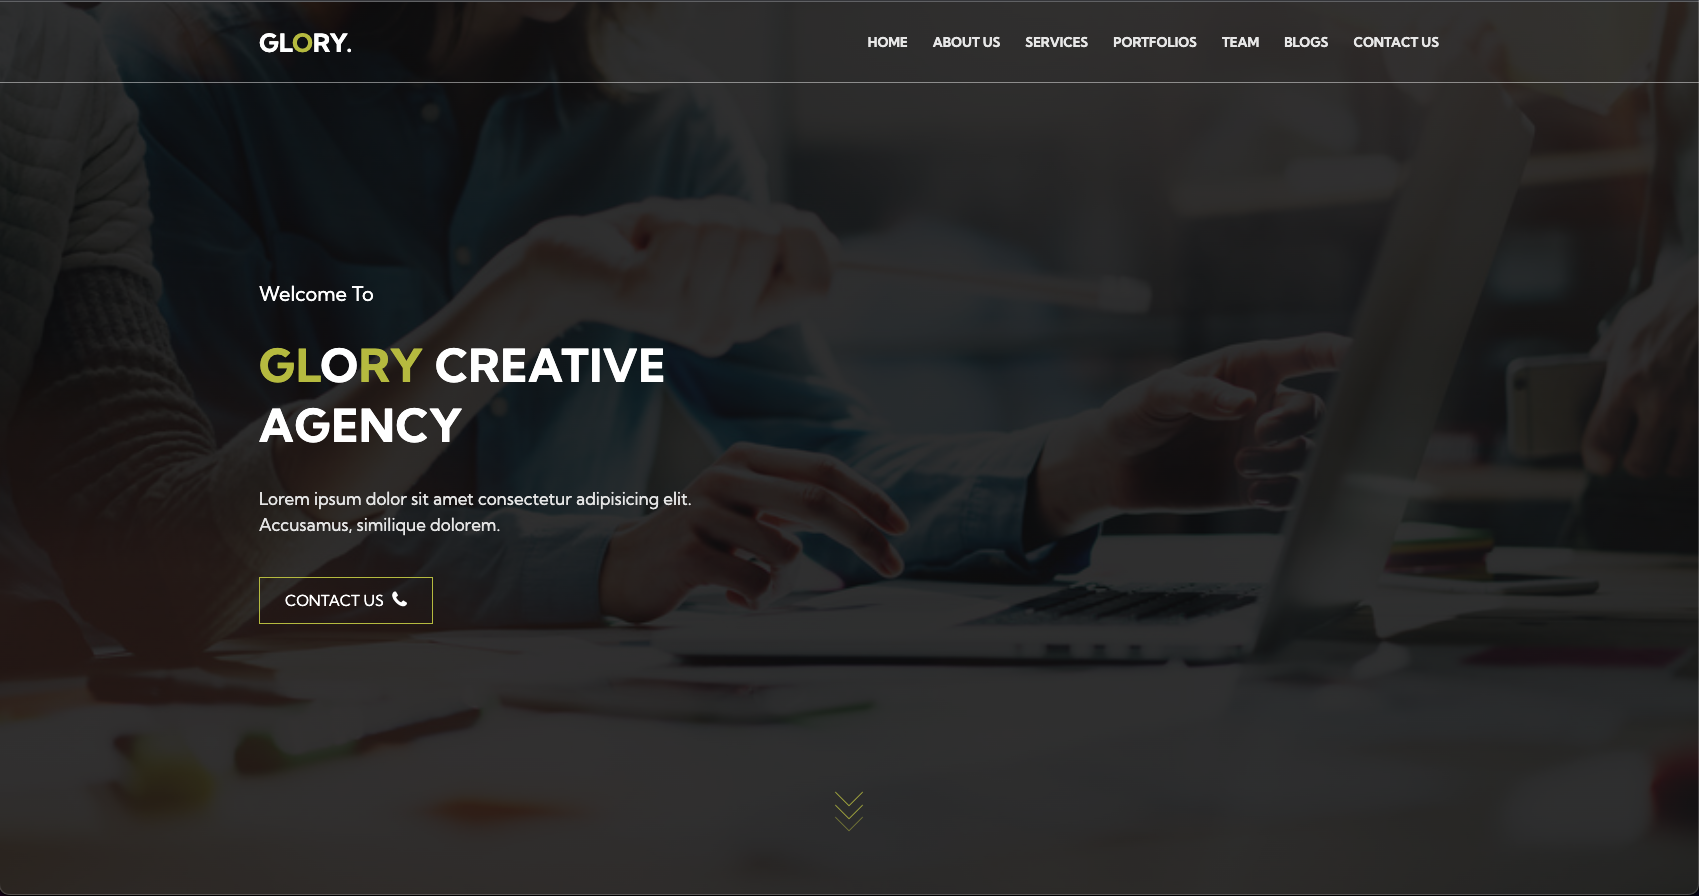 GLORY.
HOME ABOUT US SERVICES PORTFOLIOS TEAM BLOGS CONTACT US
Welcome To
GLORY CREATIVE
AGENCY
Lorem ipsum dolor sit amet consectetur adipisicing elit.
Accusamus, similique dolorem.
CONTACT US